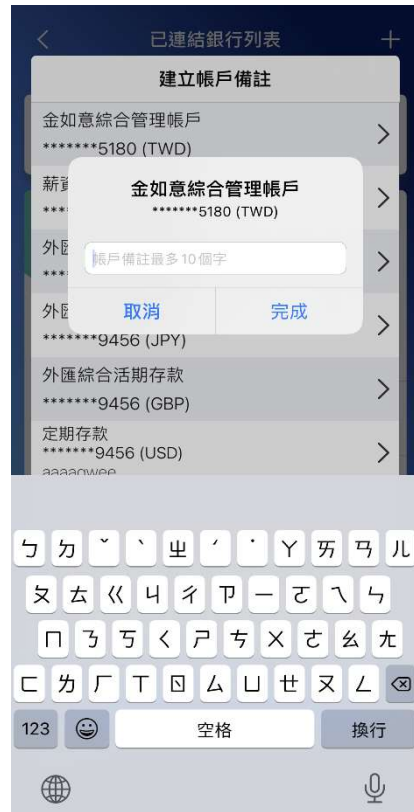 已連結銀行列表
建立帳戶備註
金如意綜合管理帳戶
*******5180 (TWD)
薪資
金如意綜合管理帳戶
*******5180 (TWD)
外匯
帳戶備註最多10個字
外匯
取消
完成
*******9456 (JPY)
外匯綜合活期存款
*******9456 (GBP)
定期存款
*******9456 (USD)
ㄅ ㄉ ˇ ˋ ㄓ ˊ ˙ ㄚ ㄞ ㄢ ㄦ
ㄆ ㄊ ㄍ ㄐ ㄔ ㄗ ㄧ ㄛ ㄟ ㄣ
ㄇ ㄋ ㄎ ㄑ ㄕ ㄘ ㄨ ㄜ ㄠ ㄤ
ㄈ ㄌ ㄏ ㄒ ㄖ ㄙ ㄩ ㄝ ㄡ ㄥ
123
空格
換行